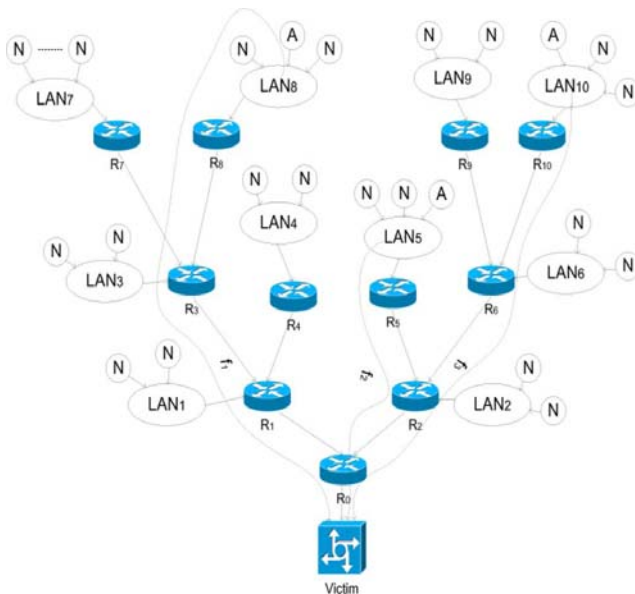 N N
N A N
N N
A N
N
LAN7
LAN8
LAN9
LAN10
R7
R8
R9
R10
N N
LAN4
N N A
LAN5
N N
LAN3
N
N
LAN6
R3
R4
R5
R6
f1
f2
f3
N N
LAN1
R1
R2
LAN2
N
N
R0
Victim